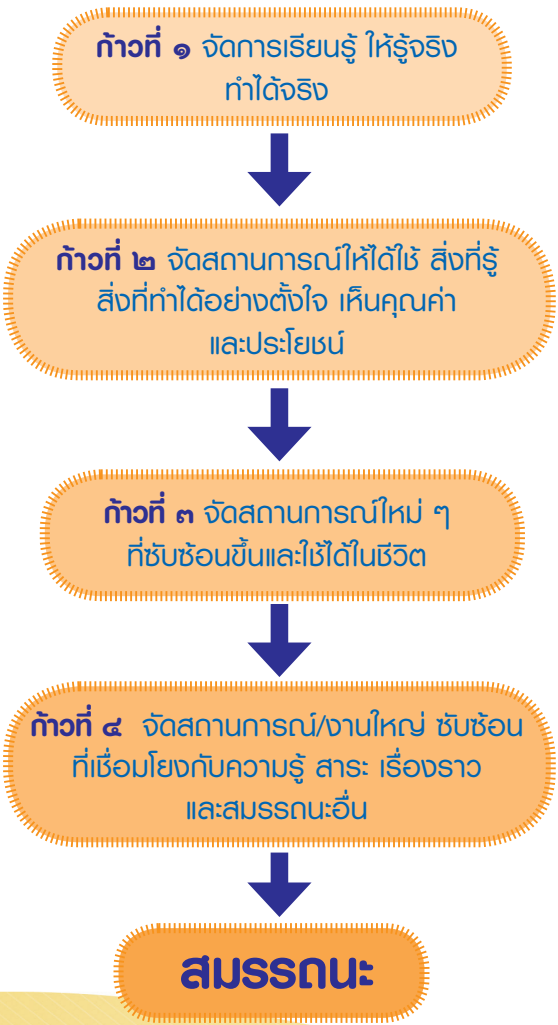 ก้าวที่ ๑ จัดการเรียนรู้ ให้รู้จริง
ทำได้จริง
ก้าวที่ ๒ จัดสถานการณ์ให้ได้ใช้ สิ่งที่รู้
สิ่งที่ทำได้อย่างตั้งใจ เห็นคุณค่า
และประโยชน์
ก้าวที่ ๓ จัดสถานการณ์ใหม่ ๆ
ที่ซับซ้อนขึ้นและใช้ได้ในชีวิต
ก้าวที่ ๔ จัดสถานการณ์/งานใหญ่ ซับซ้อน
ที่เชื่อมโยงกับความรู้ สาระ เรื่องราว
และสมรรถนะอื่น
สมรรถนะ